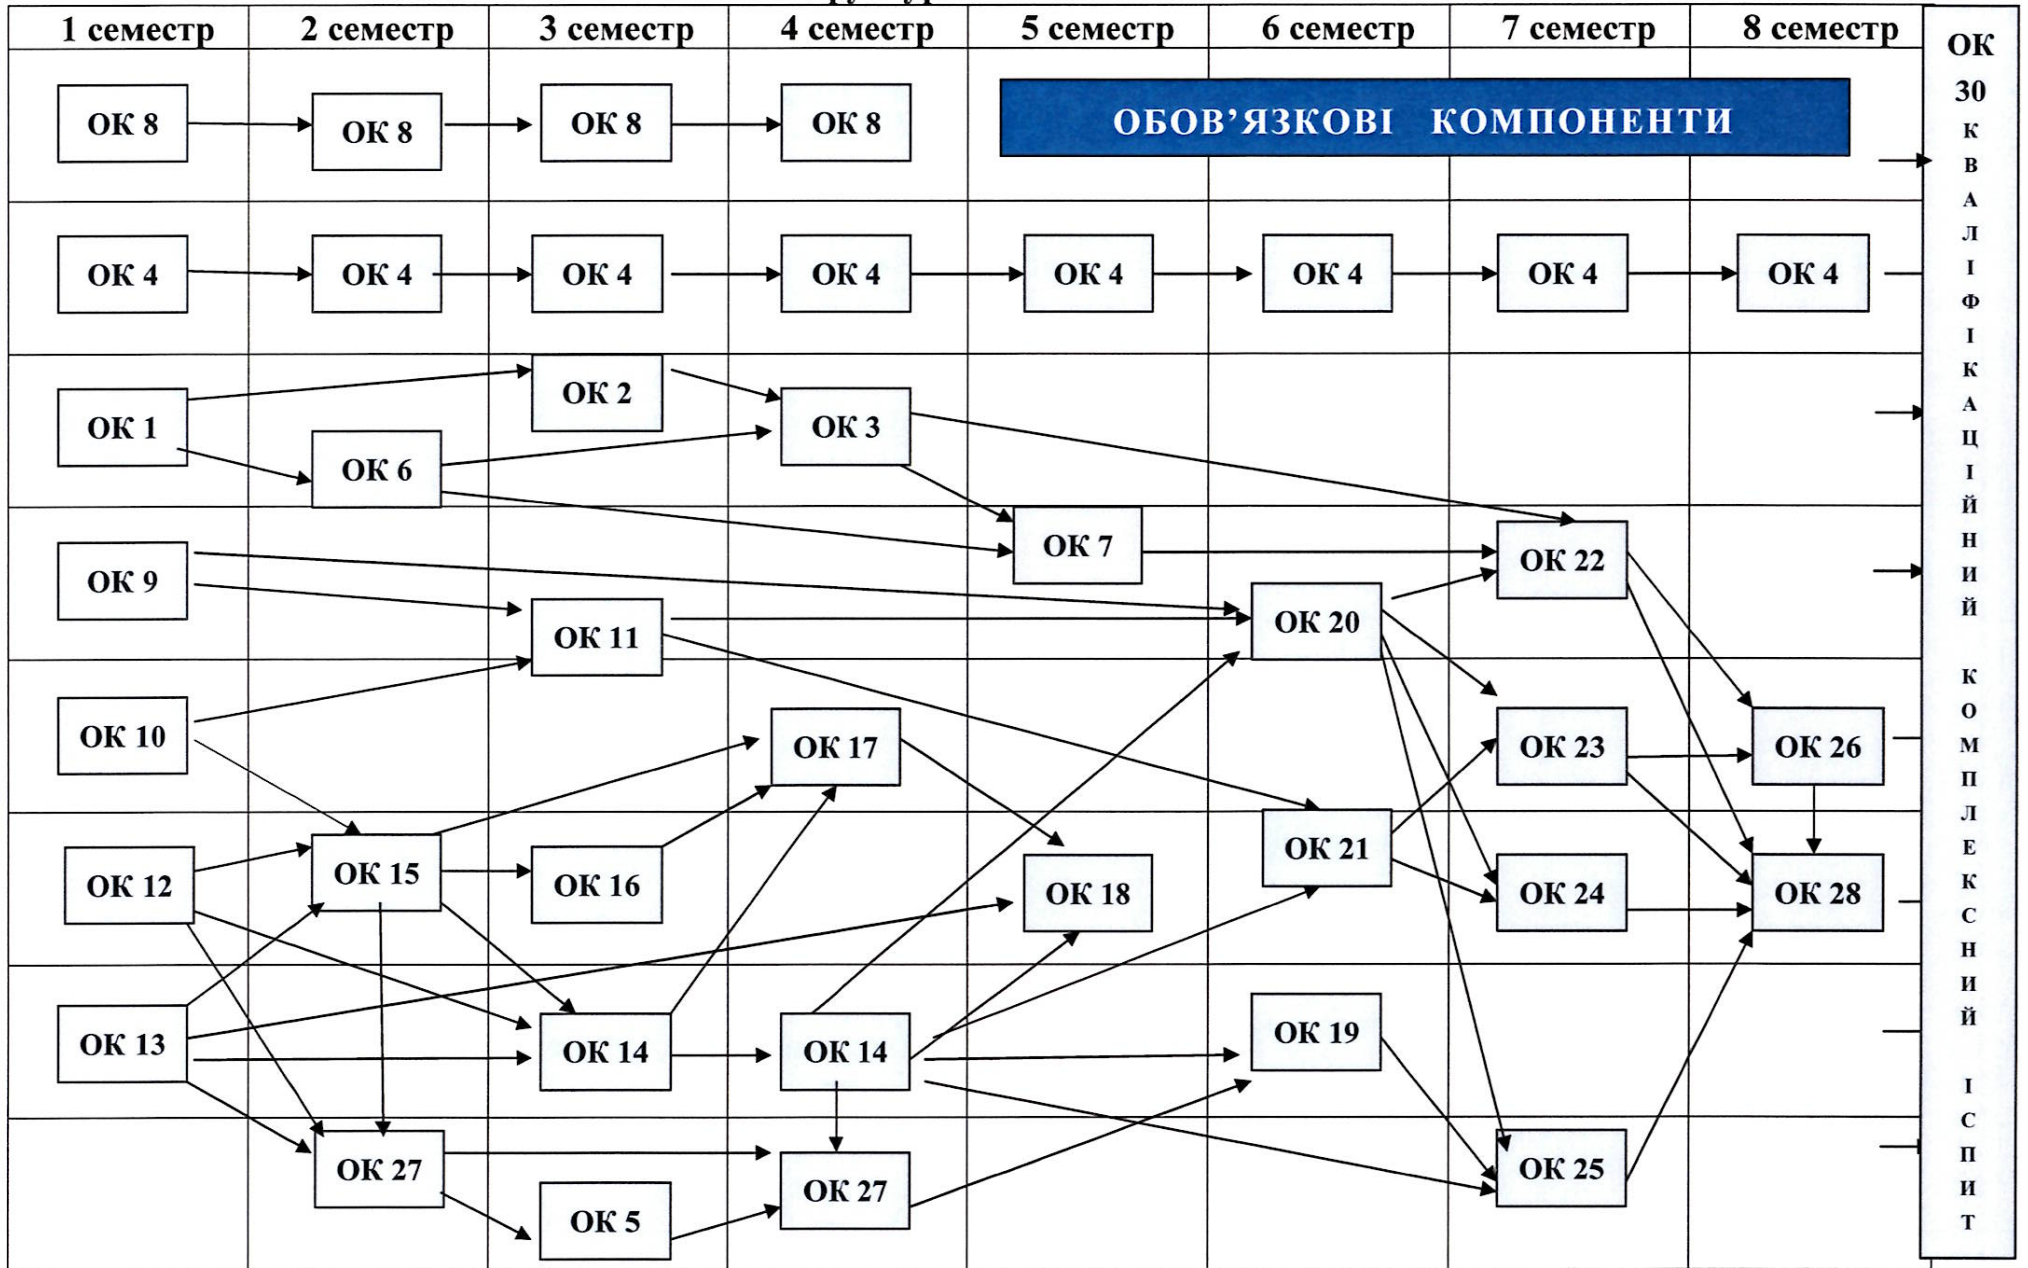 1 семестр
2 семестр
3 семестр
4 семестр
5 семестр
6 семестр
7 семестр
8 семестр
ОК 8
ОК 8
ОК 8
ОК 8
ОБОВ’ЯЗКОВІ КОМПОНЕНТИ
ОК 4
ОК 4
ОК 4
ОК 4
ОК 4
ОК 4
ОК 4
ОК 4
ОК 1
ОК 6
ОК 2
ОК 3
ОК 9
ОК 11
ОК 7
ОК 20
ОК 22
ОК 10
ОК 17
ОК 23
ОК 26
ОК 12
ОК 15
ОК 16
ОК 18
ОК 21
ОК 24
ОК 28
ОК 13
ОК 14
ОК 14
ОК 19
ОК 27
ОК 5
ОК 27
ОК 25
ОК
30
К
В
А
Л
І
Ф
І
К
А
Ц
І
Й
Н
И
Й
К
О
М
П
Л
Е
К
С
Н
И
Й
І
С
П
И
Т